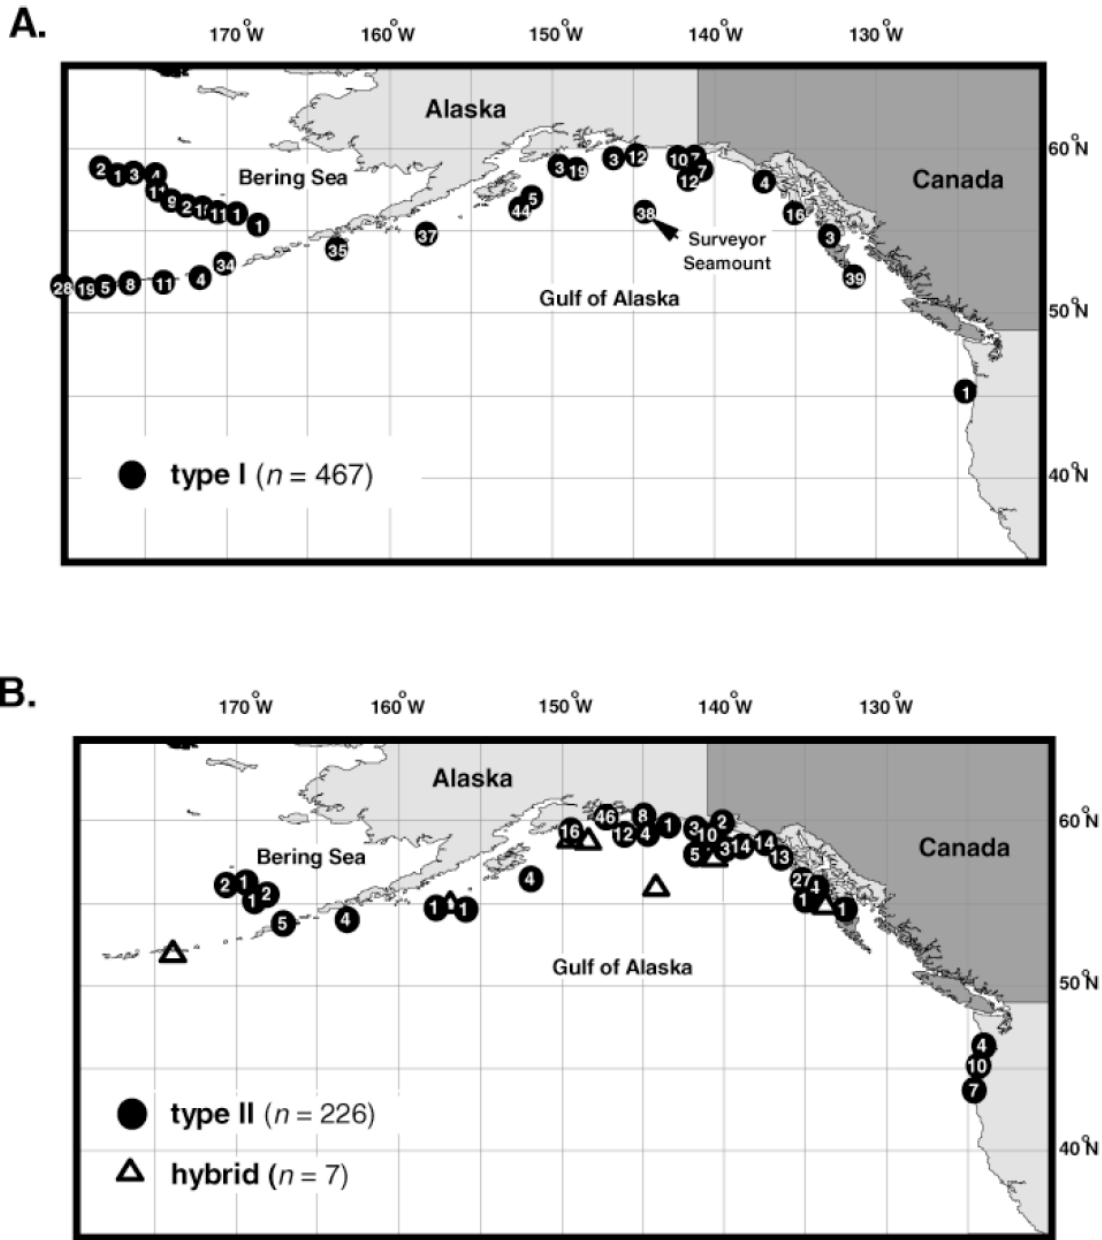 A.
170°W 160°W 150°W 140°W 130°W
Alaska
60°N
3 12 10 7
2 1 3 4 3 19 7
Bering Sea 12 4 Canada
11
9 2 11 1 5
44 38 16
1 37 Surveyor 3
35 Seamount
34
28 19 5 8 11 4 39
Gulf of Alaska
50°N
1
type I (n = 467)
40°N
B.
170°W 160°W 150°W 140°W 130°W
Alaska
46 8 1 3 2 60°N
16 12 4 10 14
Bering Sea 5 3 14 13 Canada
2 1 4 27
1 2 4
1 1 1 1
5 4
Gulf of Alaska
50°N
4
10
7
type II (n = 226)
40°N
hybrid (n = 7)